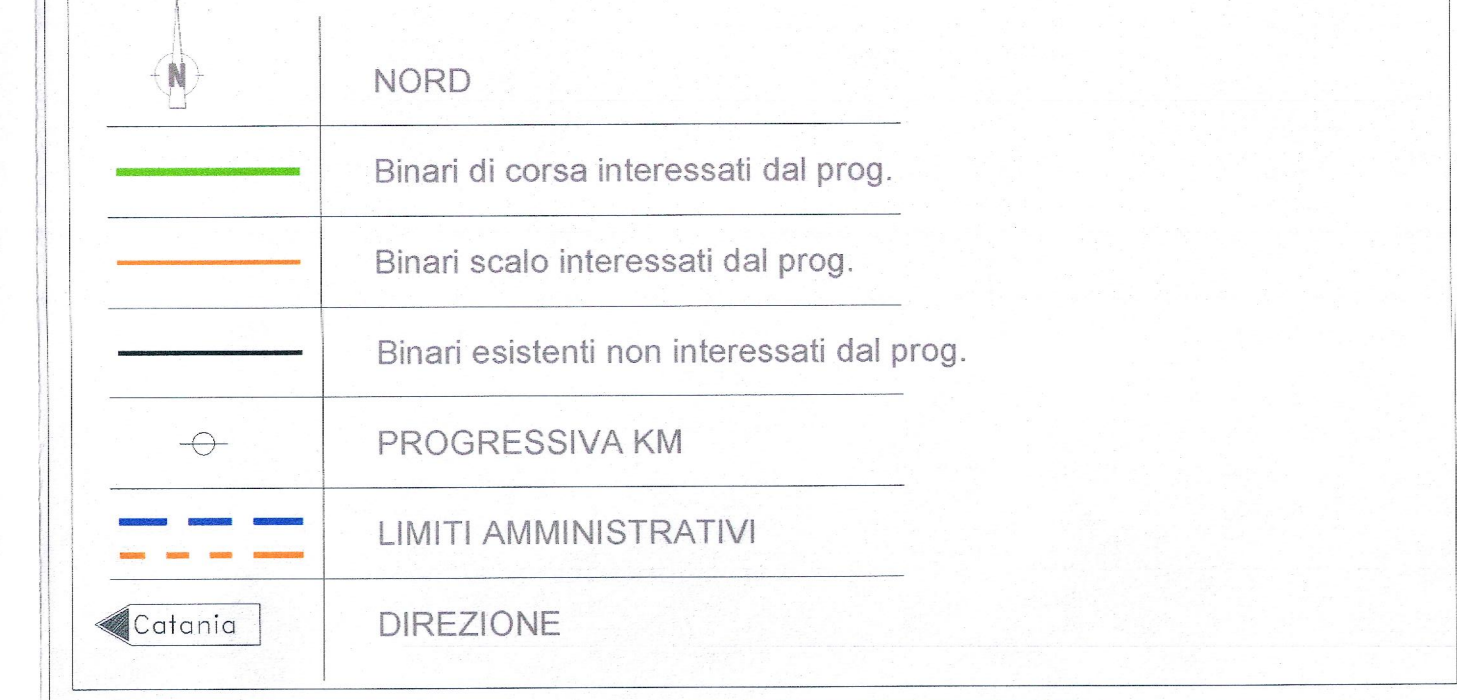 N
NORD
Binari di corsa interessati dal prog.
Binari scalo interessati dal prog.
Binari esistenti non interessati dal prog.
PROGRESSIVA KM
LIMITI AMMINISTRATIVI
Catania
DIREZIONE